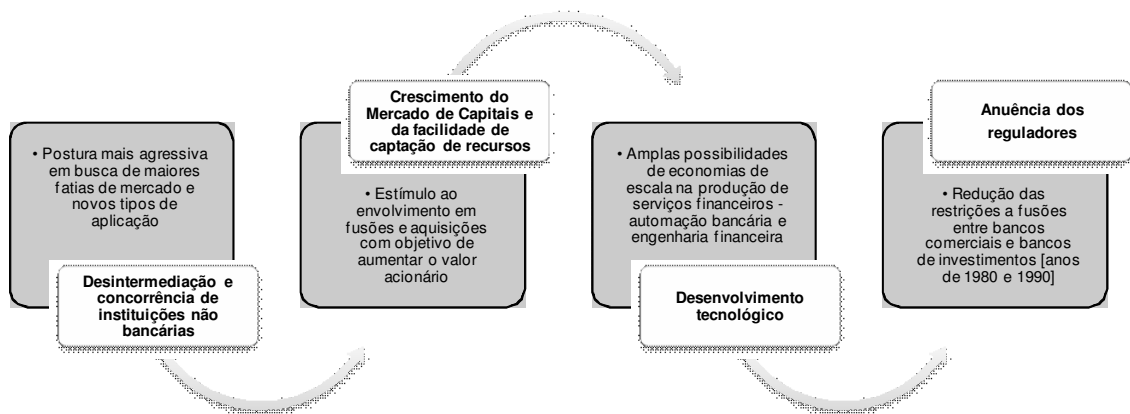 • Postura mais agressiva
em busca de maiores
fatias de mercado e
novos tipos de
aplicação
Desintermediação e
concorrência de
instituições não
bancárias
Crescimento do
Mercado de Capitais e
da facilidade de
captação de recursos
• Estímulo ao
envolvimento em
fusões e aquisições
com objetivo de
aumentar o valor
acionário
• Amplas possibilidades
de economias de
escala na produção de
serviços financeiros -
automação bancária e
engenharia financeira
Desenvolvimento
tecnológico
Anuência dos
reguladores
• Redução das
restrições a fusões
entre bancos
comerciais e bancos
de investimentos [anos
de 1980 e 1990]